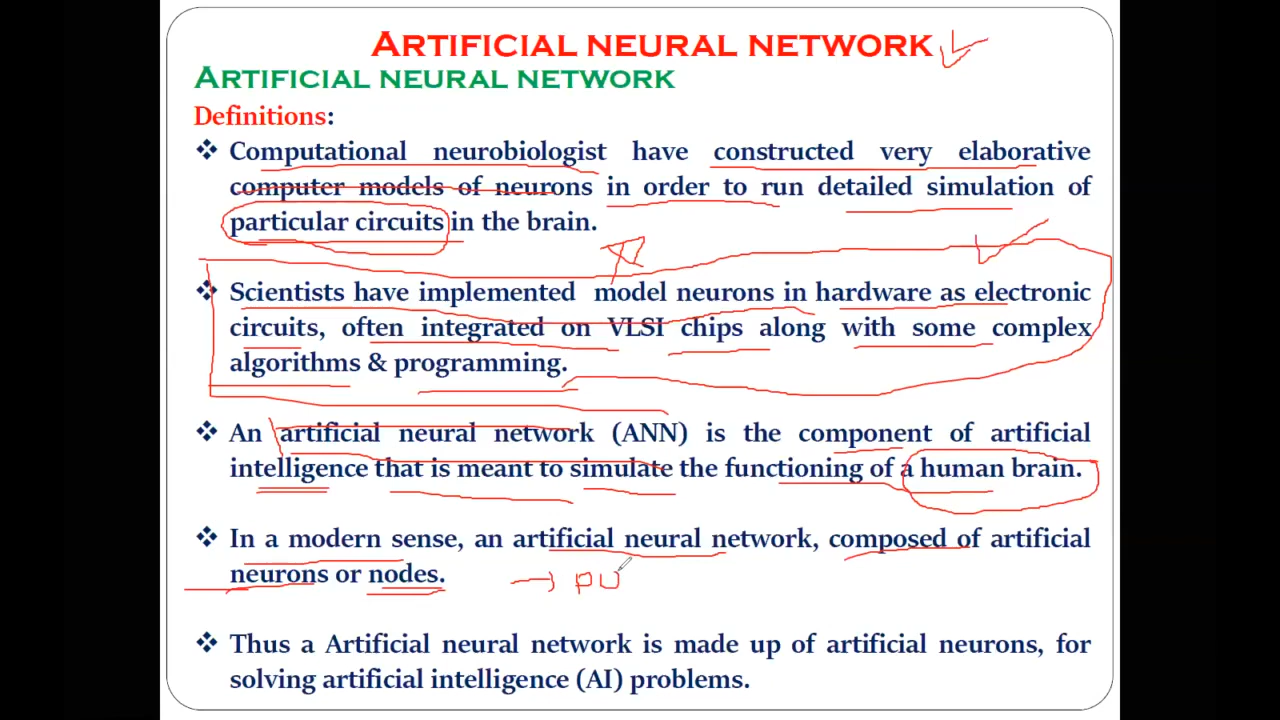 ARTIFICIAL NEURAL NETWORK
ARTIFICIAL NEURAL NETWORK
Definitions:
❖ Computational neurobiologist have constructed very elaborative
computer models of neurons in order to run detailed simulation of
particular circuits in the brain.
❖ Scientists have implemented model neurons in hardware as electronic
circuits, often integrated on VLSI chips along with some complex
algorithms & programming.
❖ An artificial neural network (ANN) is the component of artificial
intelligence that is meant to simulate the functioning of a human brain.
❖ In a modern sense, an artificial neural network, composed of artificial
neurons or nodes.
→ PU
❖ Thus a Artificial neural network is made up of artificial neurons, for
solving artificial intelligence (AI) problems.